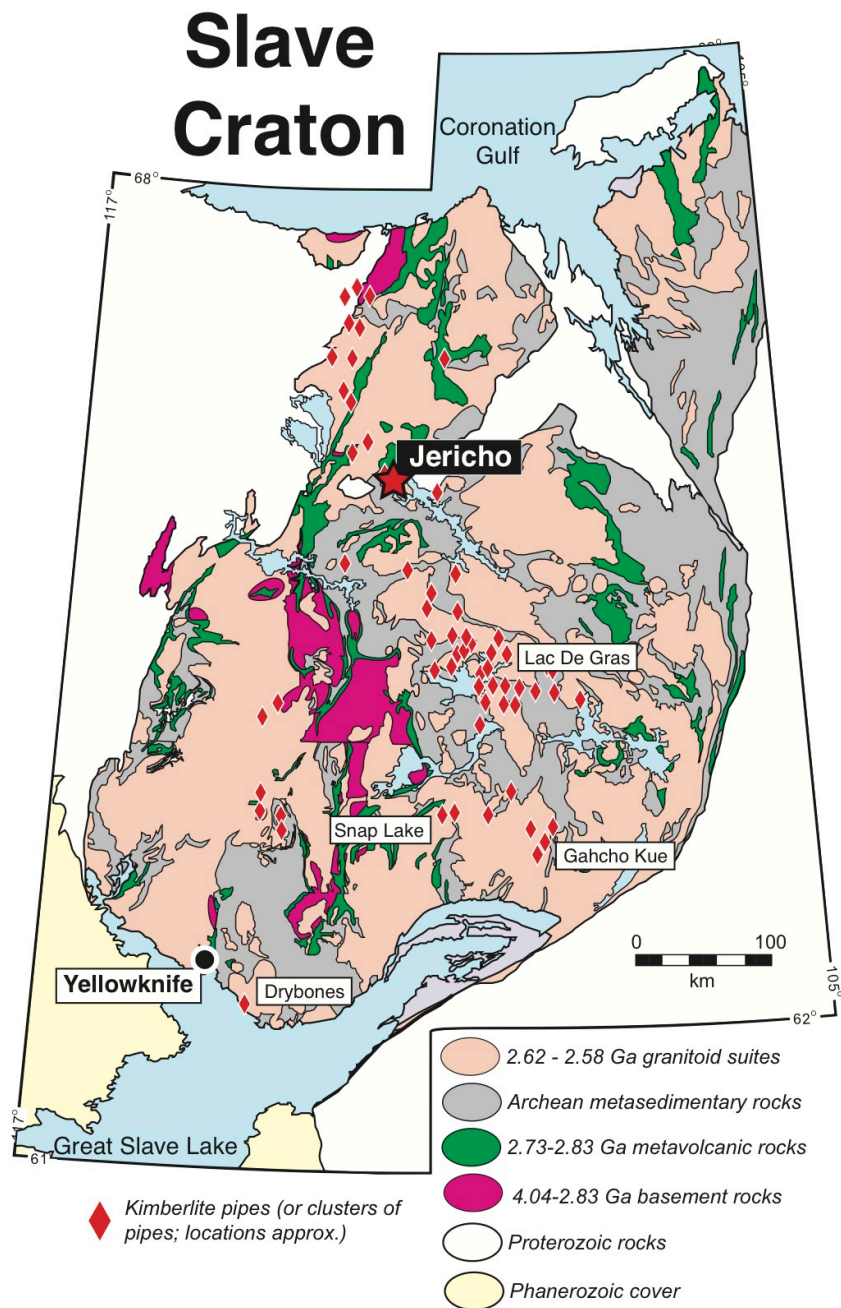 Slave
Craton
Coronation
Gulf
68°
117°
Jericho
Lac De Gras
Snap Lake
Gahcho Kue
0 100
km
Yellowknife
Drybones
105°
62°
Great Slave Lake
61
2.62 - 2.58 Ga granitoid suites
Archean metasedimentary rocks
2.73-2.83 Ga metavolcanic rocks
4.04-2.83 Ga basement rocks
Proterozoic rocks
Phanerozoic cover
Kimberlite pipes (or clusters of
pipes; locations approx.)